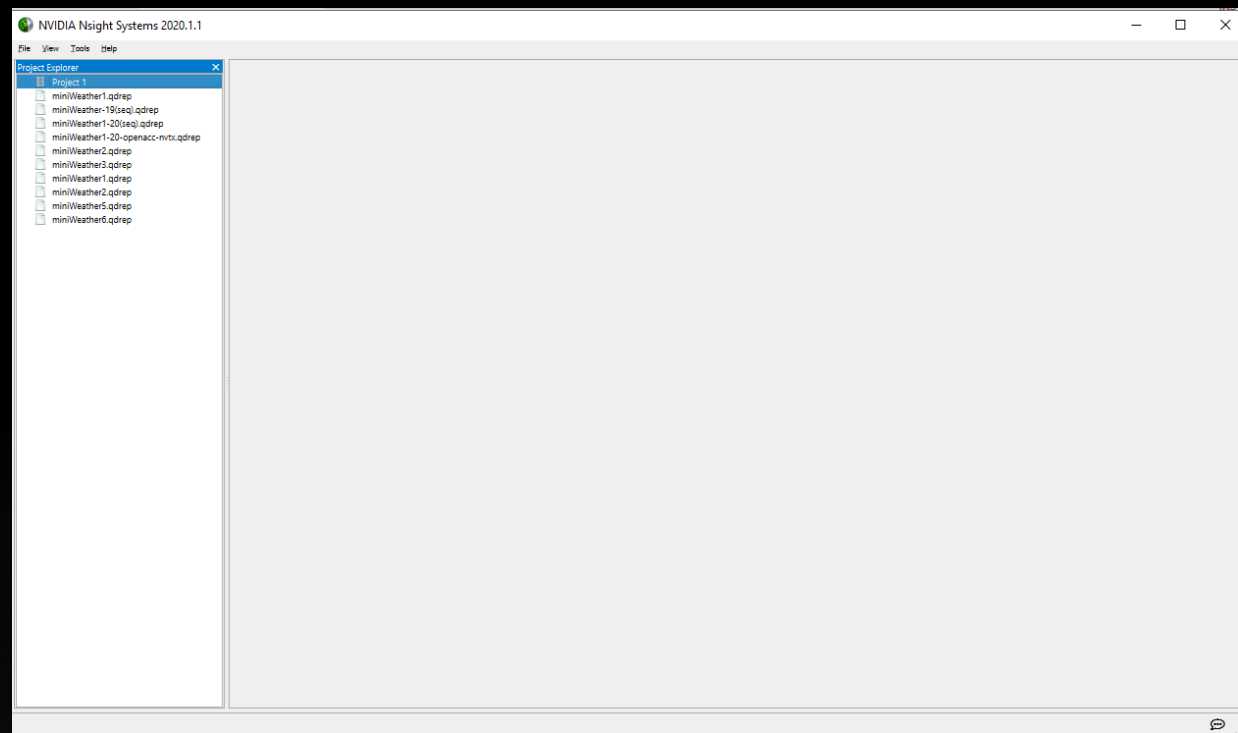 NVIDIA Nsight Systems 2020.1.1
File View Tools Help
Project Explorer
Project 1
miniWeather1.qdrep
miniWeather-19(seq).qdrep
miniWeather1-20(seq).qdrep
miniWeather1-20-openacc-nvtx.qdrep
miniWeather2.qdrep
miniWeather3.qdrep
miniWeather1.qdrep
miniWeather2.qdrep
miniWeather5.qdrep
miniWeather6.qdrep